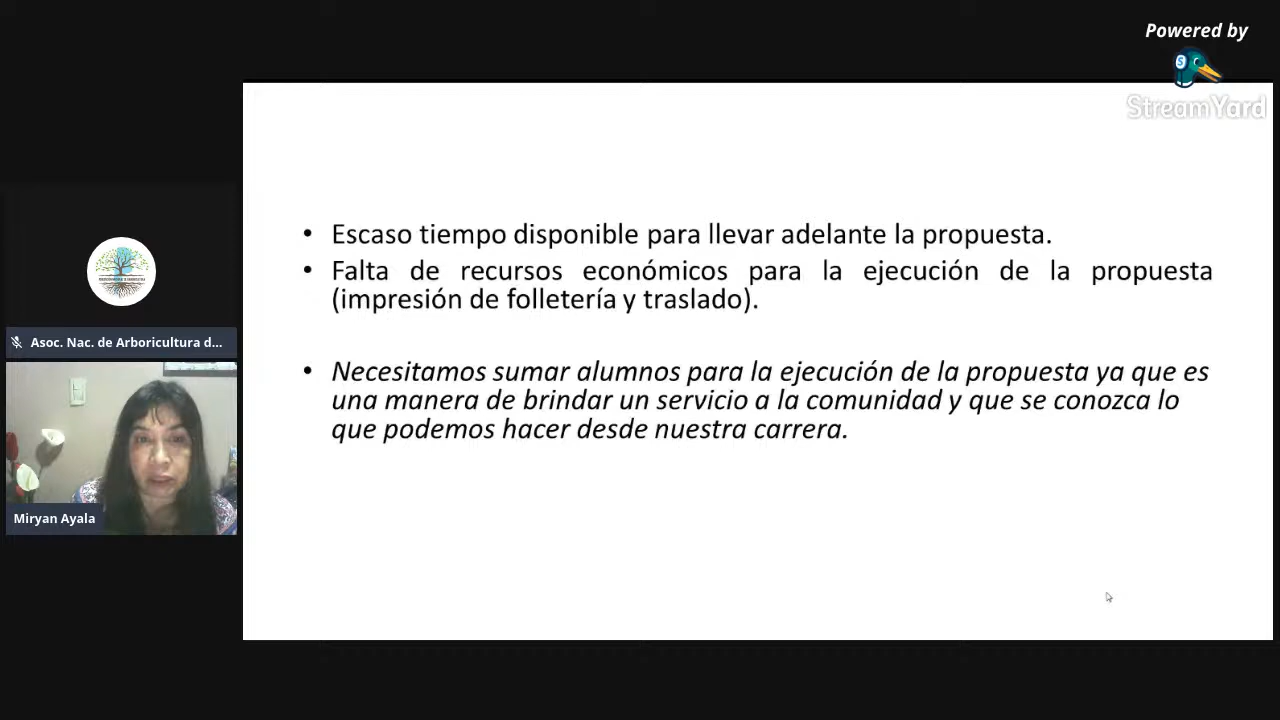 Powered by
StreamYard
• Escaso tiempo disponible para llevar adelante la propuesta.
• Falta de recursos económicos para la ejecución de la propuesta
(impresión de folletería y traslado).
• Necesitamos sumar alumnos para la ejecución de la propuesta ya que es
una manera de brindar un servicio a la comunidad y que se conozca lo
que podemos hacer desde nuestra carrera.
Asoc. Nac. de Arboricultura d...
Miryan Ayala